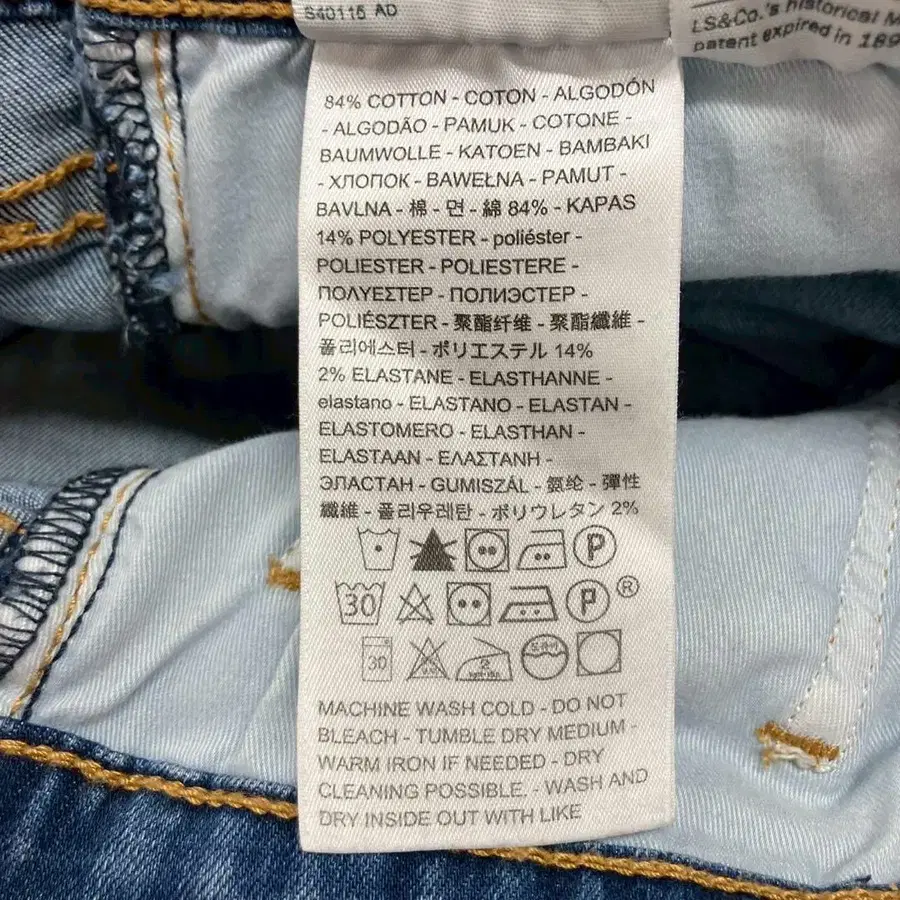 S40115 AD
LS&Co.'s historical M
patent expired in 189
84% COTTON - COTON - ALGODÓN
- ALGODÃO - PAMUK - COTONE -
BAUMWOLLE - KATOEN - BAMBAKI
- ХЛОПОК - BAWEŁNA - PAMUT -
BAVLNA - 棉 - 면 - 綿 84% - KAPAS
14% POLYESTER - poliéster -
POLIESTER - POLIESTERE -
ΠΟΛΥΕΣΤΕΡ - ПОЛИЭСТЕР -
POLIÉSZTER - 聚酯纤维 - 聚酯纖維 -
폴리에스터 - ポリエステル 14%
2% ELASTANE - ELASTHANNE -
elastano - ELASTANO - ELASTAN -
ELASTOMERO - ELASTHAN -
ELASTAAN - ΕΛΑΣΤΑΝΗ -
ЭЛАСТАН - GUMISZÁL - 氨纶 - 彈性
纖維 - 폴리우레탄 - ポリウレタン 2%
P
30 P ®
30
MACHINE WASH COLD - DO NOT
BLEACH - TUMBLE DRY MEDIUM -
WARM IRON IF NEEDED - DRY
CLEANING POSSIBLE. - WASH AND
DRY INSIDE OUT WITH LIKE